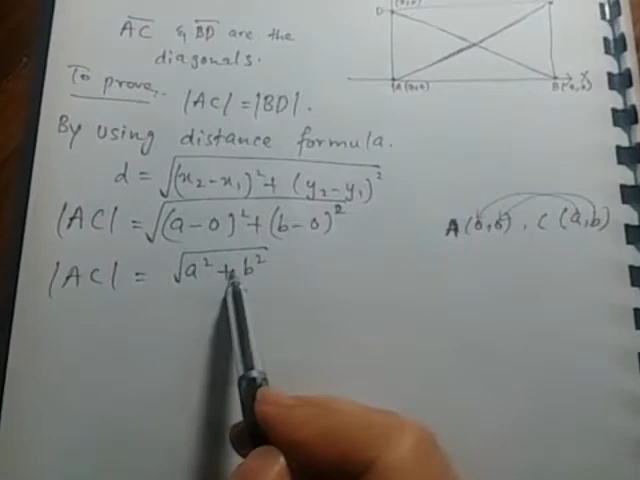 AC & BD are the
diagonals.
D
A(0,0)
X
To prove:. |AC| = |BD|.
By using distance formula.
d = √(x₂-x₁)² + (y₂-y₁)²
|AC| = √(a-0)² + (b-0)²
A(0,0), C(a,b)
|AC| = √a² + b²